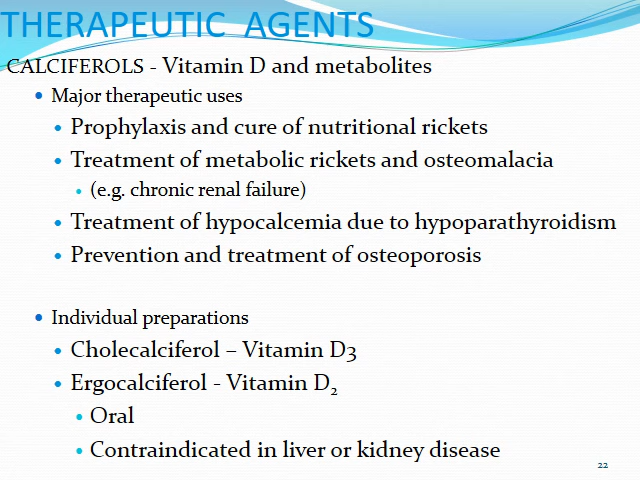 THERAPEUTIC AGENTS
CALCIFEROLS - Vitamin D and metabolites
• Major therapeutic uses
• Prophylaxis and cure of nutritional rickets
• Treatment of metabolic rickets and osteomalacia
• (e.g. chronic renal failure)
• Treatment of hypocalcemia due to hypoparathyroidism
• Prevention and treatment of osteoporosis
• Individual preparations
• Cholecalciferol – Vitamin D3
• Ergocalciferol - Vitamin D₂
• Oral
• Contraindicated in liver or kidney disease
22